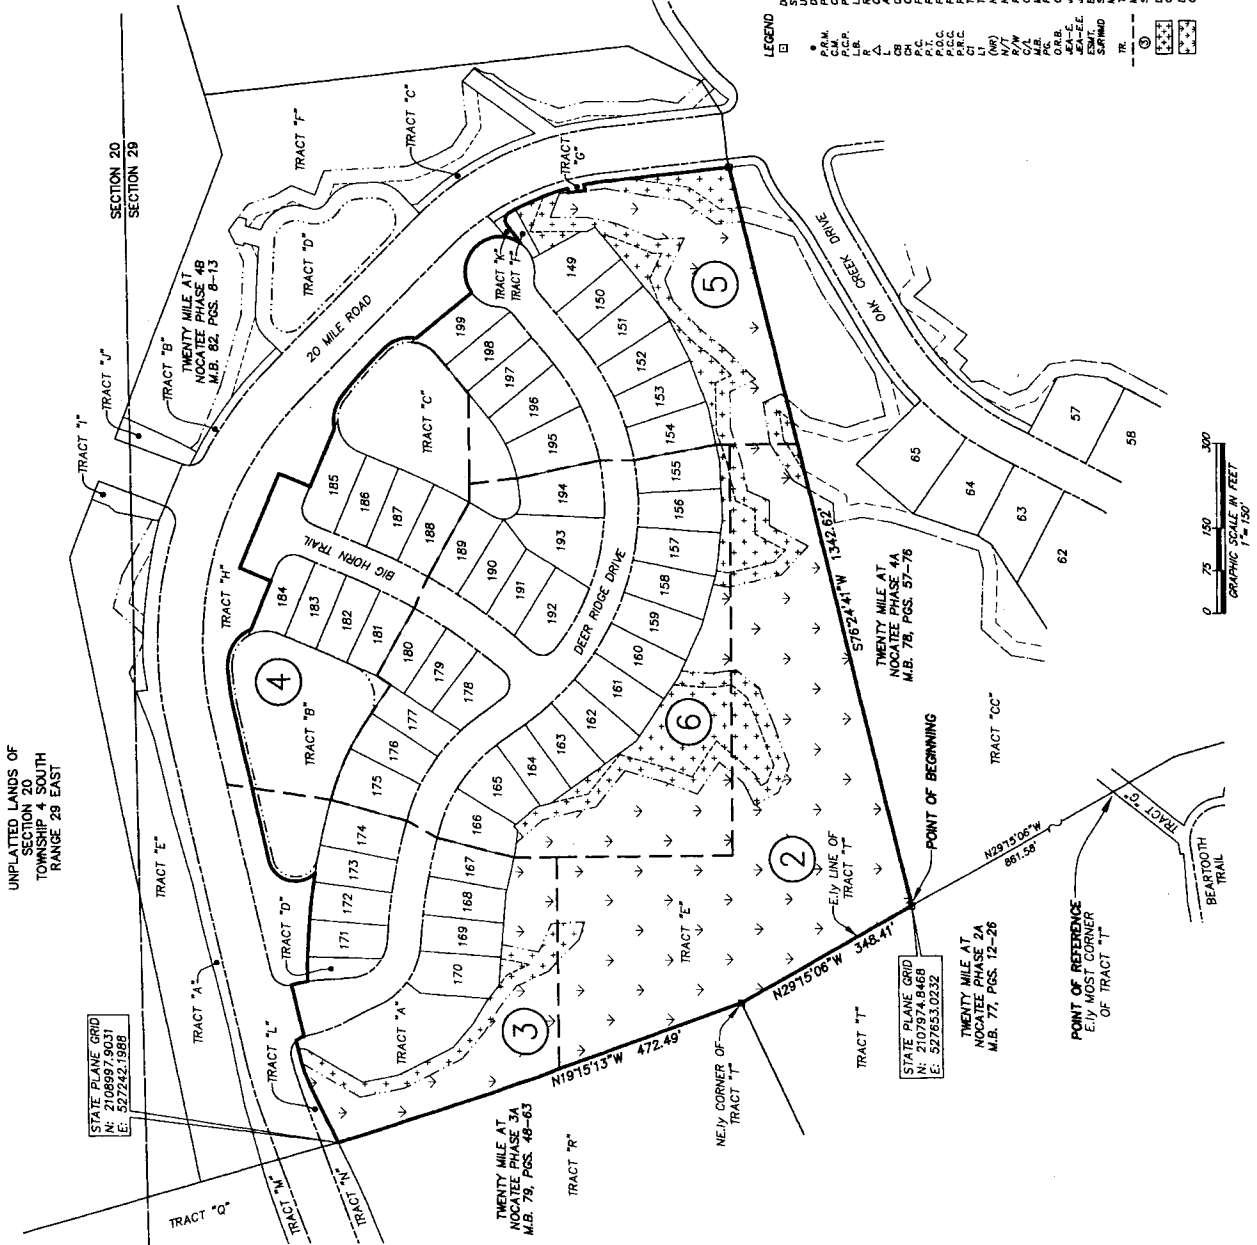 UNPLATTED LANDS OF
SECTION 20
TOWNSHIP 4 SOUTH
RANGE 29 EAST
SECTION 20
SECTION 29
TRACT "I"
TRACT "J"
TRACT "B"
TWENTY MILE AT
NOCATEE PHASE 4B
M.B. 82, PGS. 8-13
TRACT "F"
TRACT "D"
TRACT "C"
20 MILE ROAD
TRACT "G"
TRACT "E"
TRACT "H"
TRACT "A"
TRACT "L"
TRACT "D"
TRACT "Q"
TRACT "M"
TRACT "N"
STATE PLANE GRID
N: 2108997.9031
E: 527242.1988
TRACT "K"
TRACT "F"
TRACT "C"
TRACT "B"
TRACT "A"
BIG HORN TRAIL
DEER RIDGE DRIVE
149
150
151
152
153
154
155
156
157
158
159
160
161
162
163
164
165
166
167
168
169
170
171
172
173
174
175
176
177
178
179
180
181
182
183
184
185
186
187
188
189
190
191
192
193
194
195
196
197
198
199
2
3
4
5
6
TRACT "E"
E.ly LINE OF
TRACT "T"
N19°15'13"W 472.49'
N29°15'06"W 348.41'
S76°24'41"W 1342.62'
NE.ly CORNER OF
TRACT "T"
TRACT "T"
TWENTY MILE AT
NOCATEE PHASE 3A
M.B. 79, PGS. 48-63
TRACT "R"
STATE PLANE GRID
N: 2107974.8468
E: 527653.0232
TWENTY MILE AT
NOCATEE PHASE 2A
M.B. 77, PGS. 12-26
POINT OF BEGINNING
TWENTY MILE AT
NOCATEE PHASE 4A
M.B. 78, PGS. 57-76
TRACT "CC"
N29°15'06"W
861.58'
POINT OF REFERENCE
E.ly MOST CORNER
OF TRACT "T"
TRACT "G"
BEARTOOTH
TRAIL
OAK CREEK DRIVE
57
58
62
63
64
65
0 75 150 300
GRAPHIC SCALE IN FEET
1"= 150'
LEGEND
P.R.M.
C.M.
P.C.P.
L.B.
R
Δ
L
CB
CH
P.C.
P.T.
P.O.C.
P.C.C.
P.R.C.
C1
L1
(NR)
N/T
R/W
C/L
M.B.
PG.
O.R.B.
JEA-E.
JEA-E.E.
ESMT.
SJRWMD
TR.
3